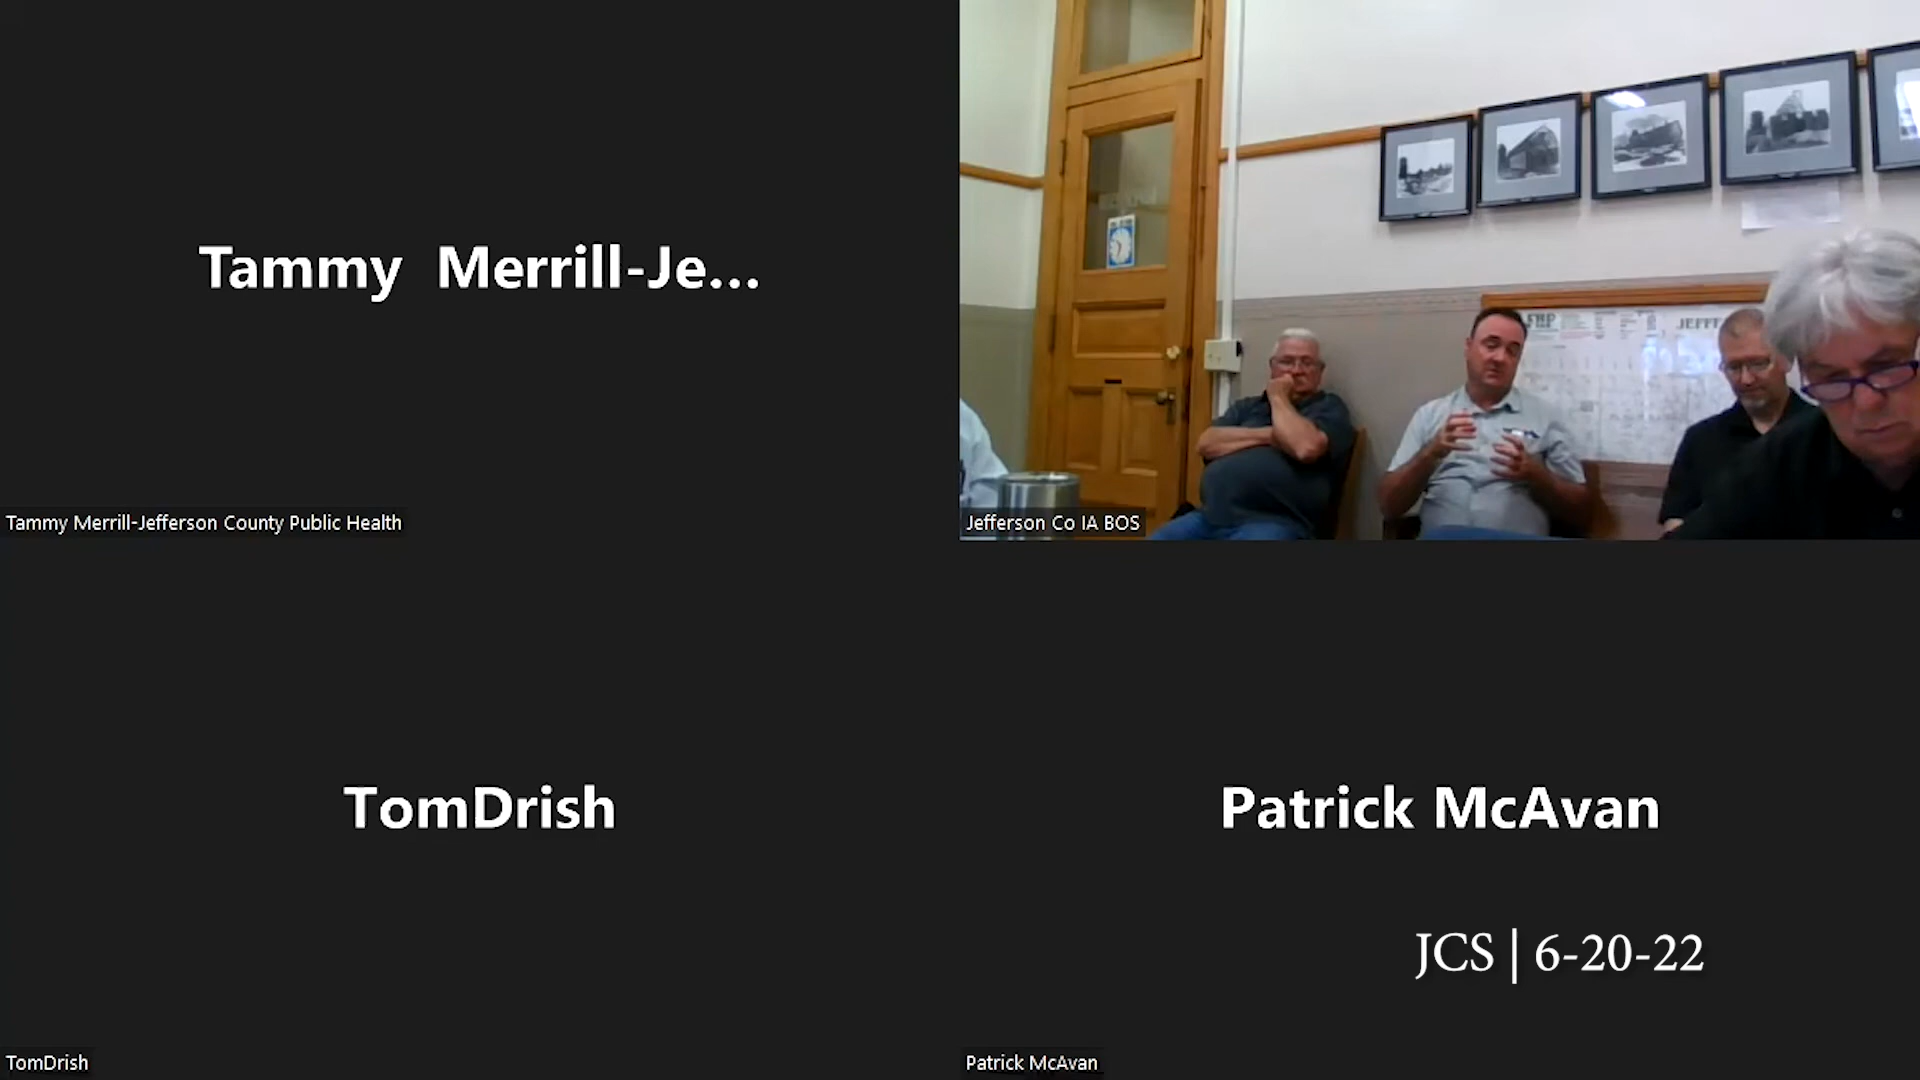 Tammy Merrill-Je...
Tammy Merrill-Jefferson County Public Health
JEFF
Jefferson Co IA BOS
TomDrish
TomDrish
Patrick McAvan
JCS | 6-20-22
Patrick McAvan